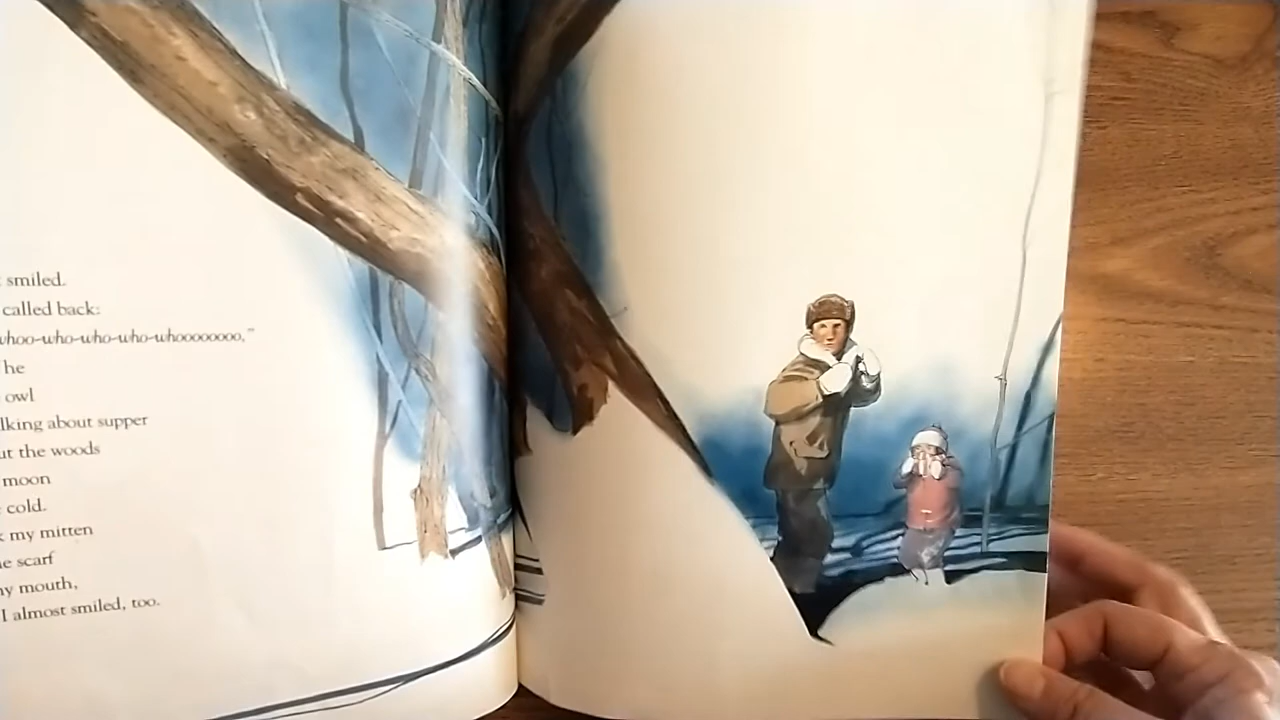 smiled.
called back:
whoo-who-who-who-whooooooo,"
he
owl
lking about supper
ut the woods
moon
cold.
my mitten
scarf
my mouth,
I almost smiled, too.